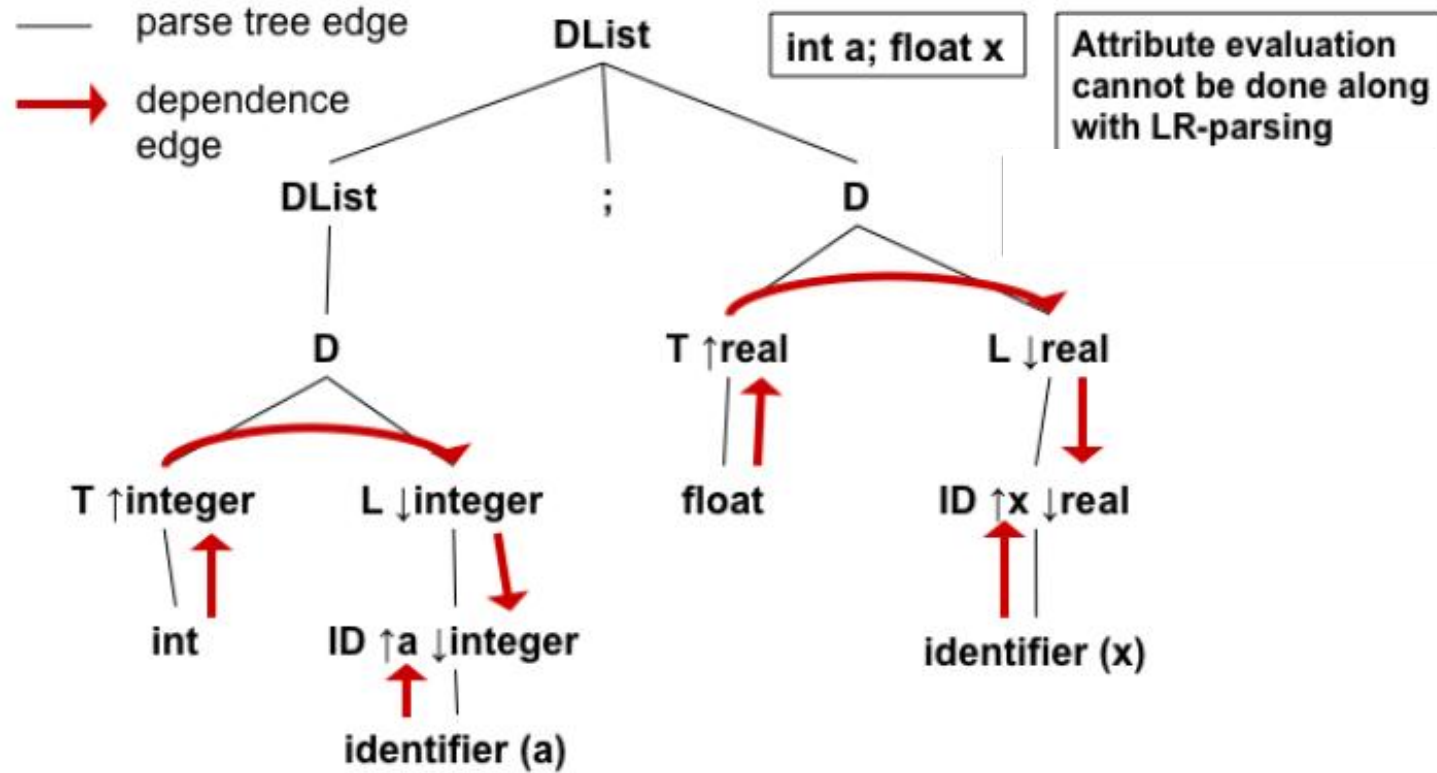 parse tree edge
dependence
edge
DList
int a; float x
Attribute evaluation
cannot be done along
with LR-parsing
DList
;
D
D
T ↑real
L ↓real
T ↑integer
L ↓integer
float
ID ↑x ↓real
int
ID ↑a ↓integer
identifier (x)
identifier (a)